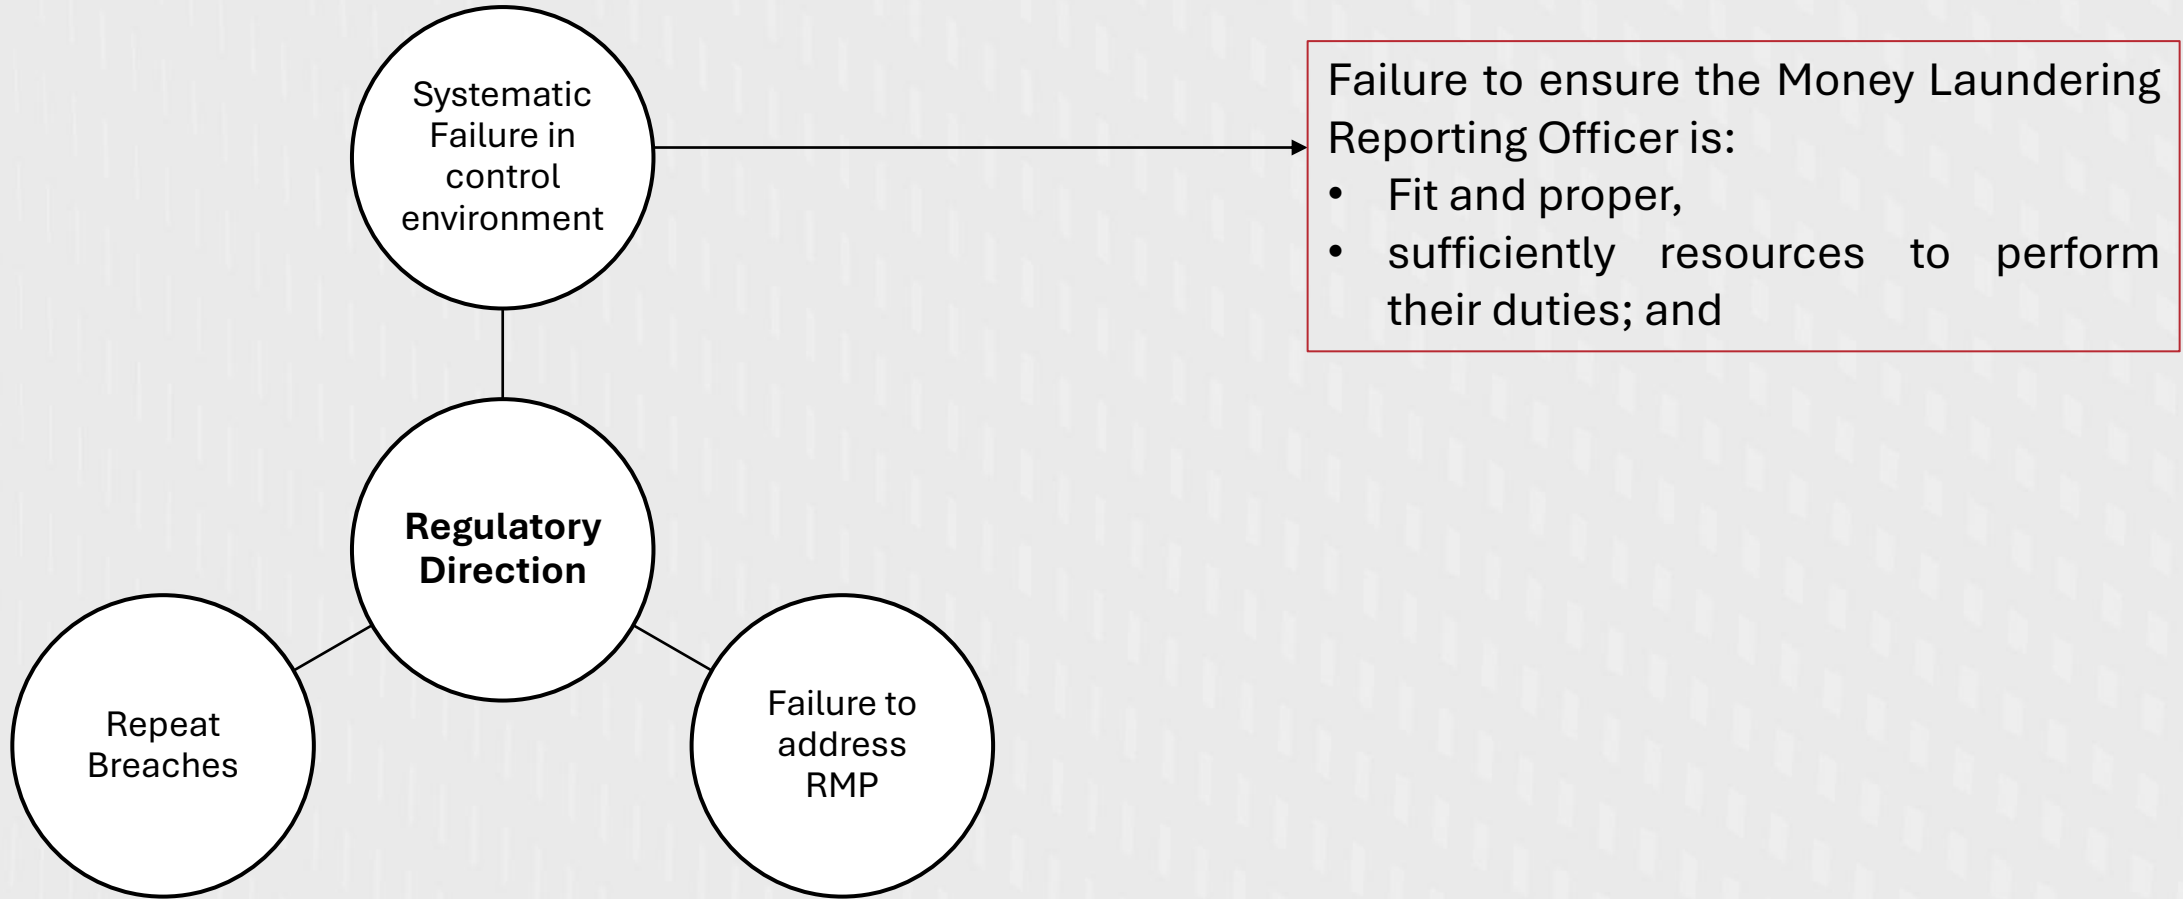 Systematic
Failure in
control
environment
Failure to ensure the Money Laundering
Reporting Officer is:
• Fit and proper,
• sufficiently resources to perform
their duties; and
Regulatory
Direction
Repeat
Breaches
Failure to
address
RMP